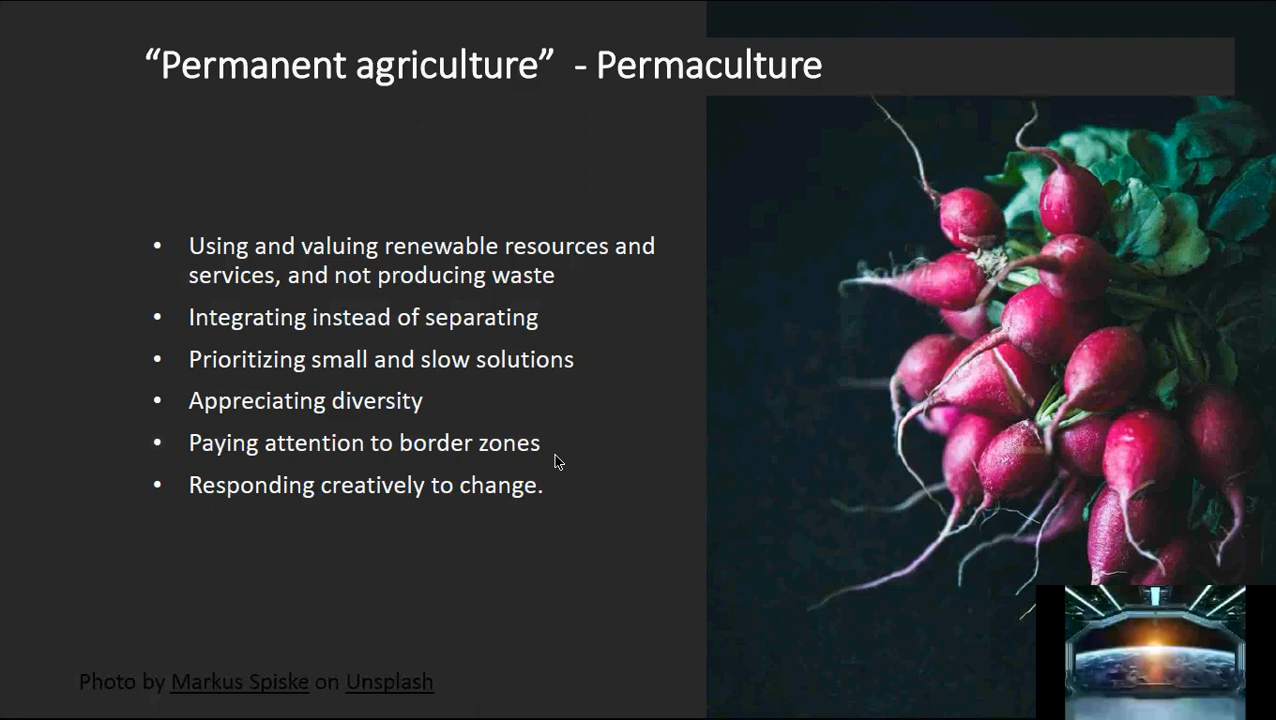 “Permanent agriculture” - Permaculture
• Using and valuing renewable resources and
services, and not producing waste
• Integrating instead of separating
• Prioritizing small and slow solutions
• Appreciating diversity
• Paying attention to border zones
• Responding creatively to change.
Photo by Markus Spiske on Unsplash